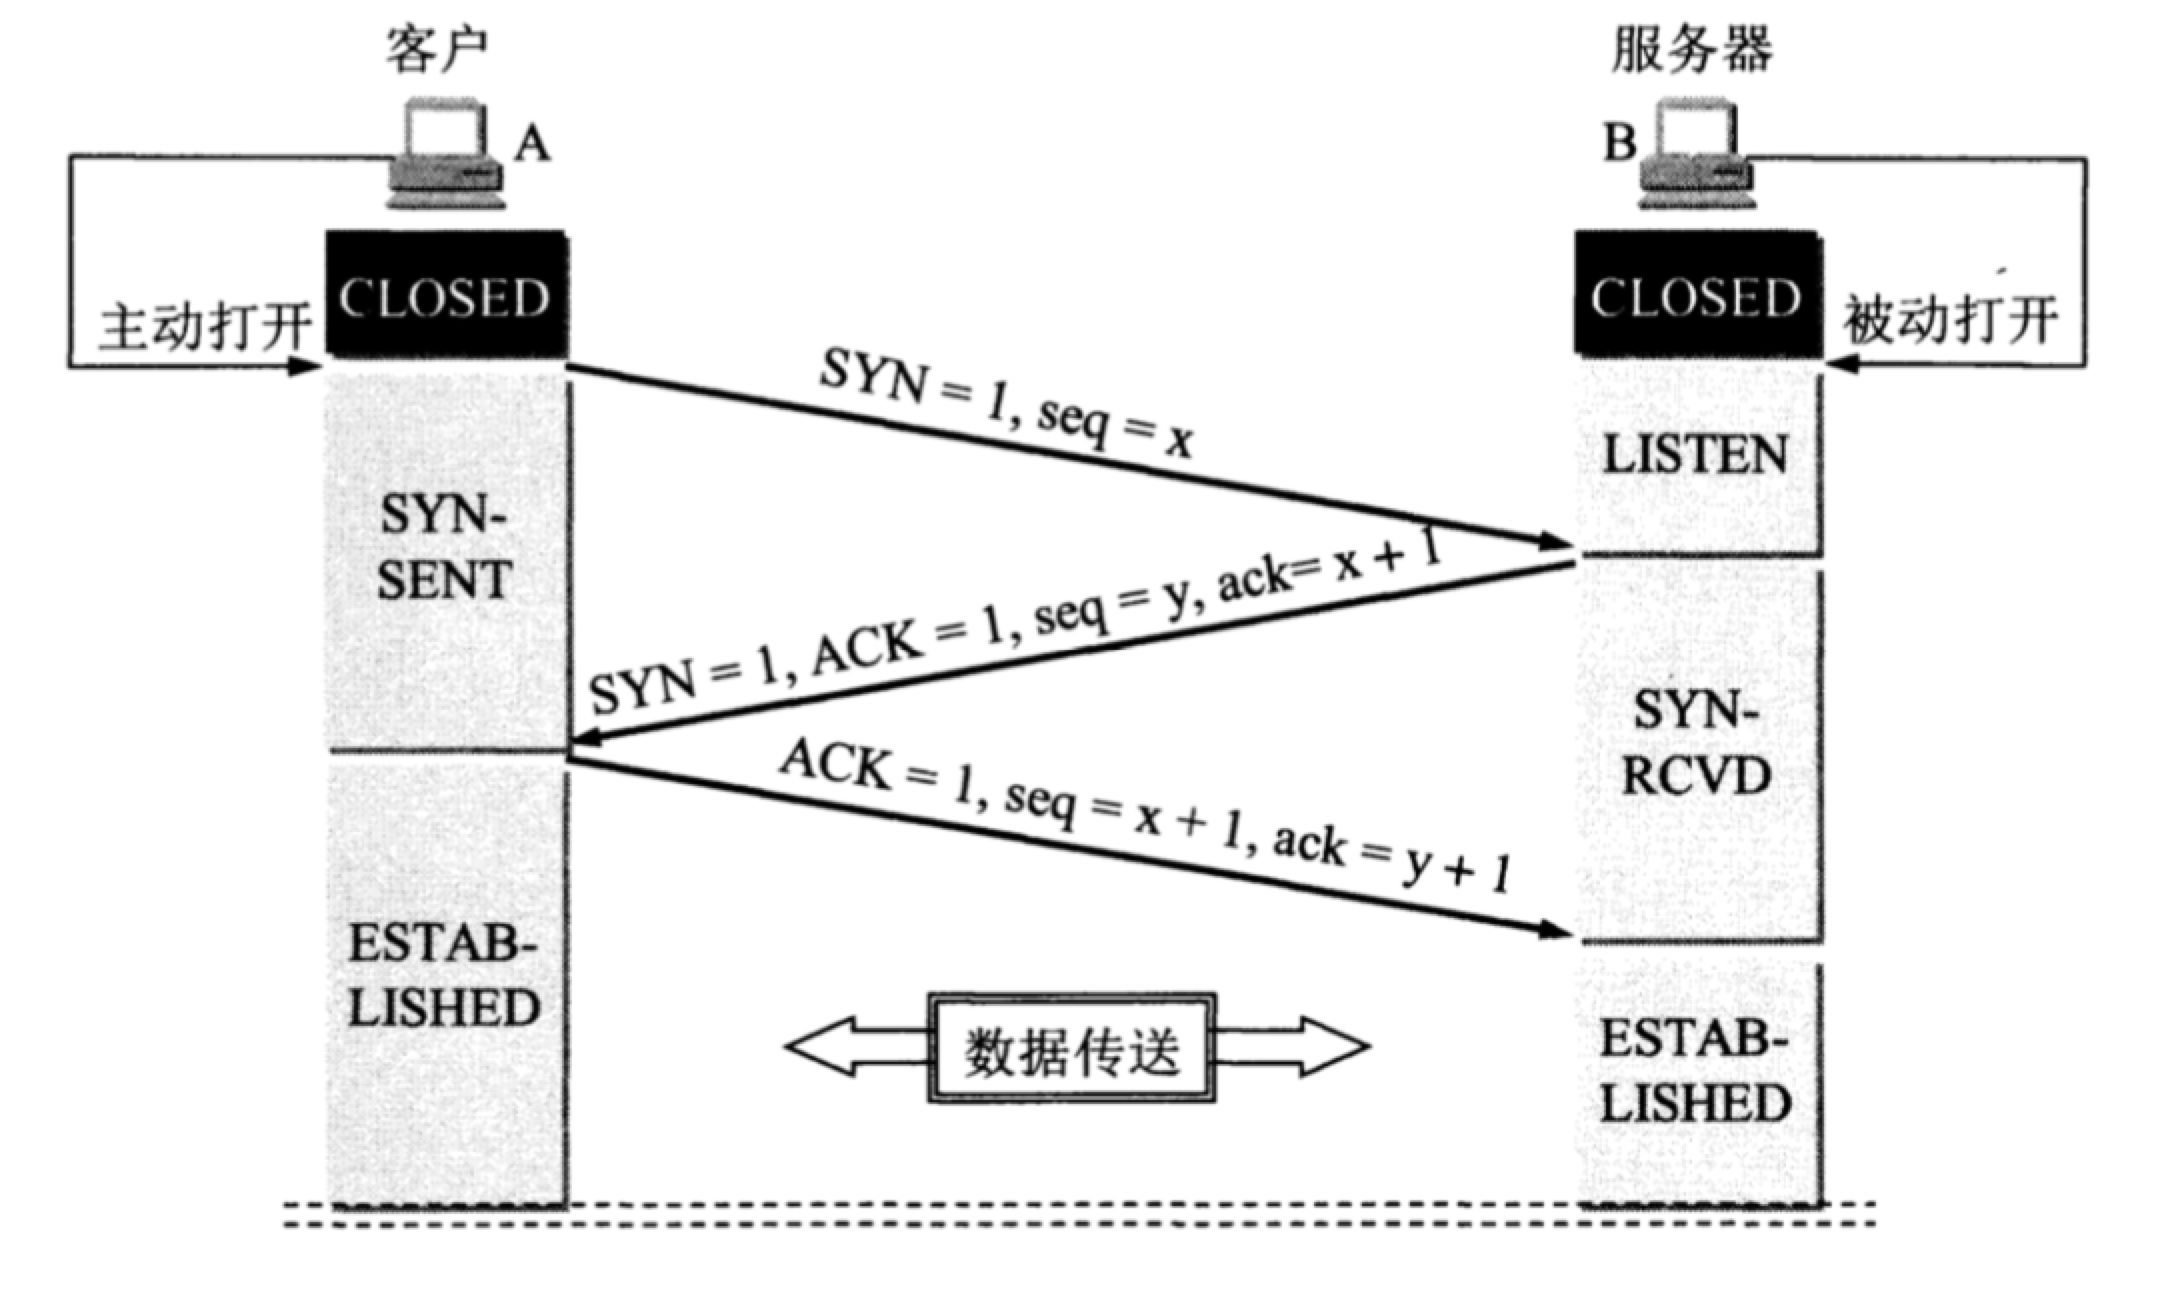 客户
服务器
A
B
CLOSED
CLOSED
主动打开
被动打开
SYN = 1, seq = x
LISTEN
SYN-
SENT
SYN = 1, ACK = 1, seq = y, ack= x + 1
SYN-
RCVD
ACK = 1, seq = x + 1, ack = y + 1
ESTAB-
LISHED
数据传送
ESTAB-
LISHED